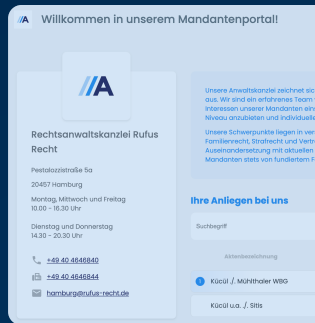 Willkommen in unserem Mandantenportal!
Rechtsanwaltskanzlei Rufus
Recht
Pestalozzistraße 5a
20457 Hamburg
Montag, Mittwoch und Freitag
10.00 - 16.30 Uhr
Dienstag und Donnerstag
14.30 - 20.30 Uhr
+49 40 4646840
+49 40 4646844
hamburg@rufus-recht.de
Unsere Anwaltskanzlei zeichnet sic
aus. Wir sind ein erfahrenes Team
Interessen unserer Mandanten eins
Niveau anzubieten und individuelle
Unsere Schwerpunkte liegen in ver
Familienrecht, Strafrecht und Vertr
Auseinandersetzung mit aktuellen
Mandanten stets von fundiertem F
Ihre Anliegen bei uns
Suchbegriff
Aktenbezeichnung
Kücül ./. Mühlthaler WBG
Kücül u.a. ./. Sitis